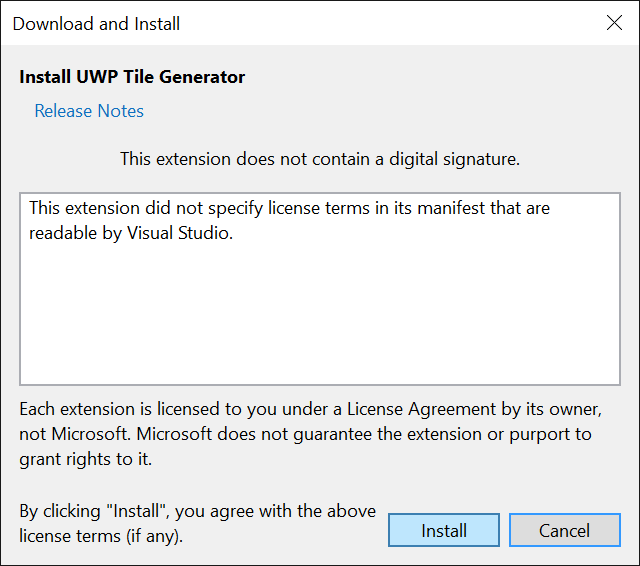 Download and Install
Install UWP Tile Generator
Release Notes
This extension does not contain a digital signature.
This extension did not specify license terms in its manifest that are
readable by Visual Studio.
Each extension is licensed to you under a License Agreement by its owner,
not Microsoft. Microsoft does not guarantee the extension or purport to
grant rights to it.
By clicking "Install", you agree with the above
license terms (if any).
Install
Cancel